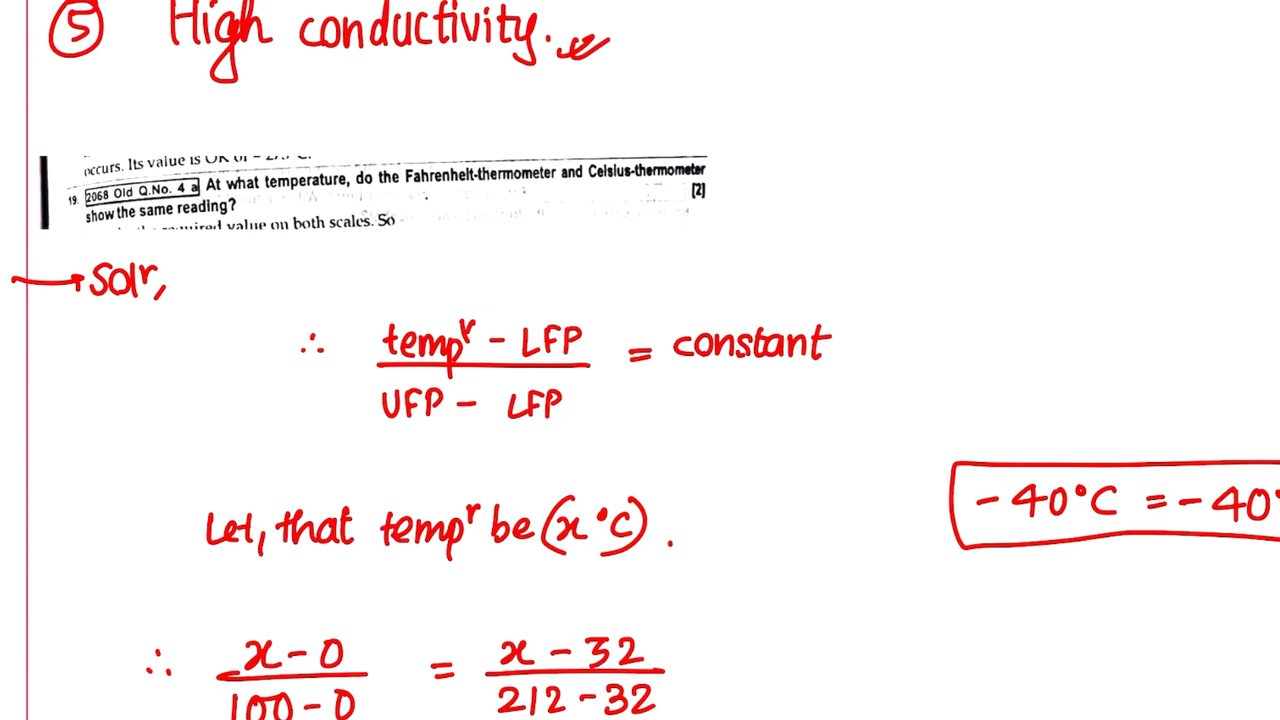 ⑤ High conductivity.
occurs. Its value is OK or – 273°C.
19. 2068 Old Q.No. 4 a At what temperature, do the Fahrenheit-thermometer and Celsius-thermometer
show the same reading? [2]
required value on both scales. So
→ Solʳ,
∴ tempʳ - LFP / UFP - LFP = constant
-40°C = -40°
Let, that tempʳ be (x °C).
∴ x - 0 / 100 - 0 = x - 32 / 212 - 32